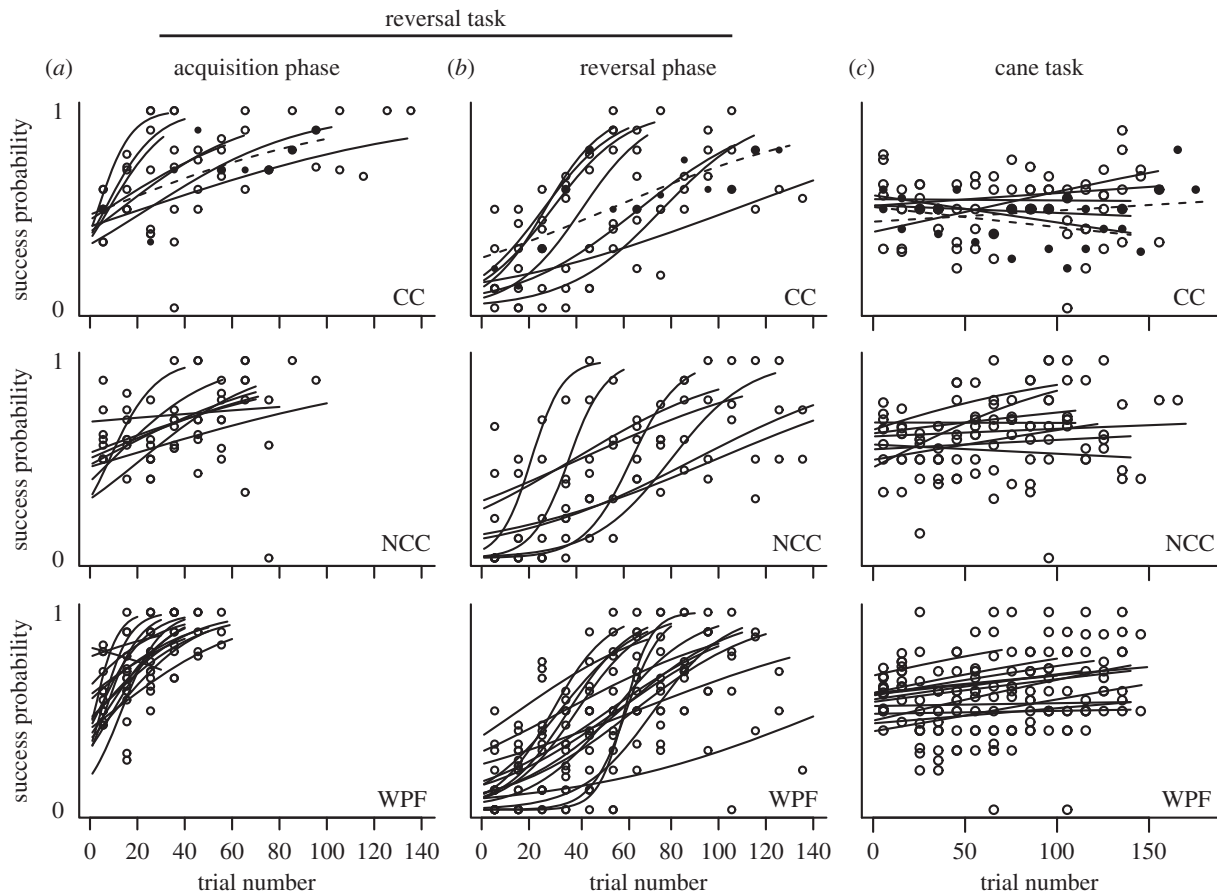 reversal task
(a) acquisition phase (b) reversal phase (c) cane task
success probability
1
0
CC
CC
CC
success probability
1
0
NCC
NCC
NCC
success probability
1
0
WPF
WPF
WPF
0 20 40 60 80 100 120 140
0 20 40 60 80 100 120 140
0 50 100 150
trial number
trial number
trial number